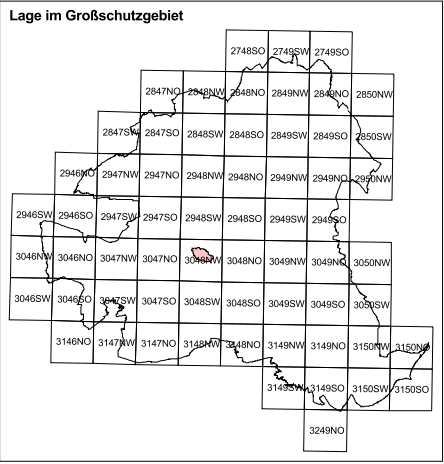 Lage im Großschutzgebiet
2748SO 2749SW 2749SO
2847NO 2848NW 2848NO 2849NW 2849NO 2850NW
2847SW 2847SO 2848SW 2848SO 2849SW 2849SO 2850SW
2946NO 2947NW 2947NO 2948NW 2948NO 2949NW 2949NO 2950NW
2946SW 2946SO 2947SW 2947SO 2948SW 2948SO 2949SW 2949SO
3046NW 3046NO 3047NW 3047NO 3048NW 3048NO 3049NW 3049NO 3050NW
3046SW 3046SO 3047SW 3047SO 3048SW 3048SO 3049SW 3049SO 3050SW
3146NO 3147NW 3147NO 3148NW 3148NO 3149NW 3149NO 3150NW 3150NO
3149SW 3149SO 3150SW 3150SO
3249NO